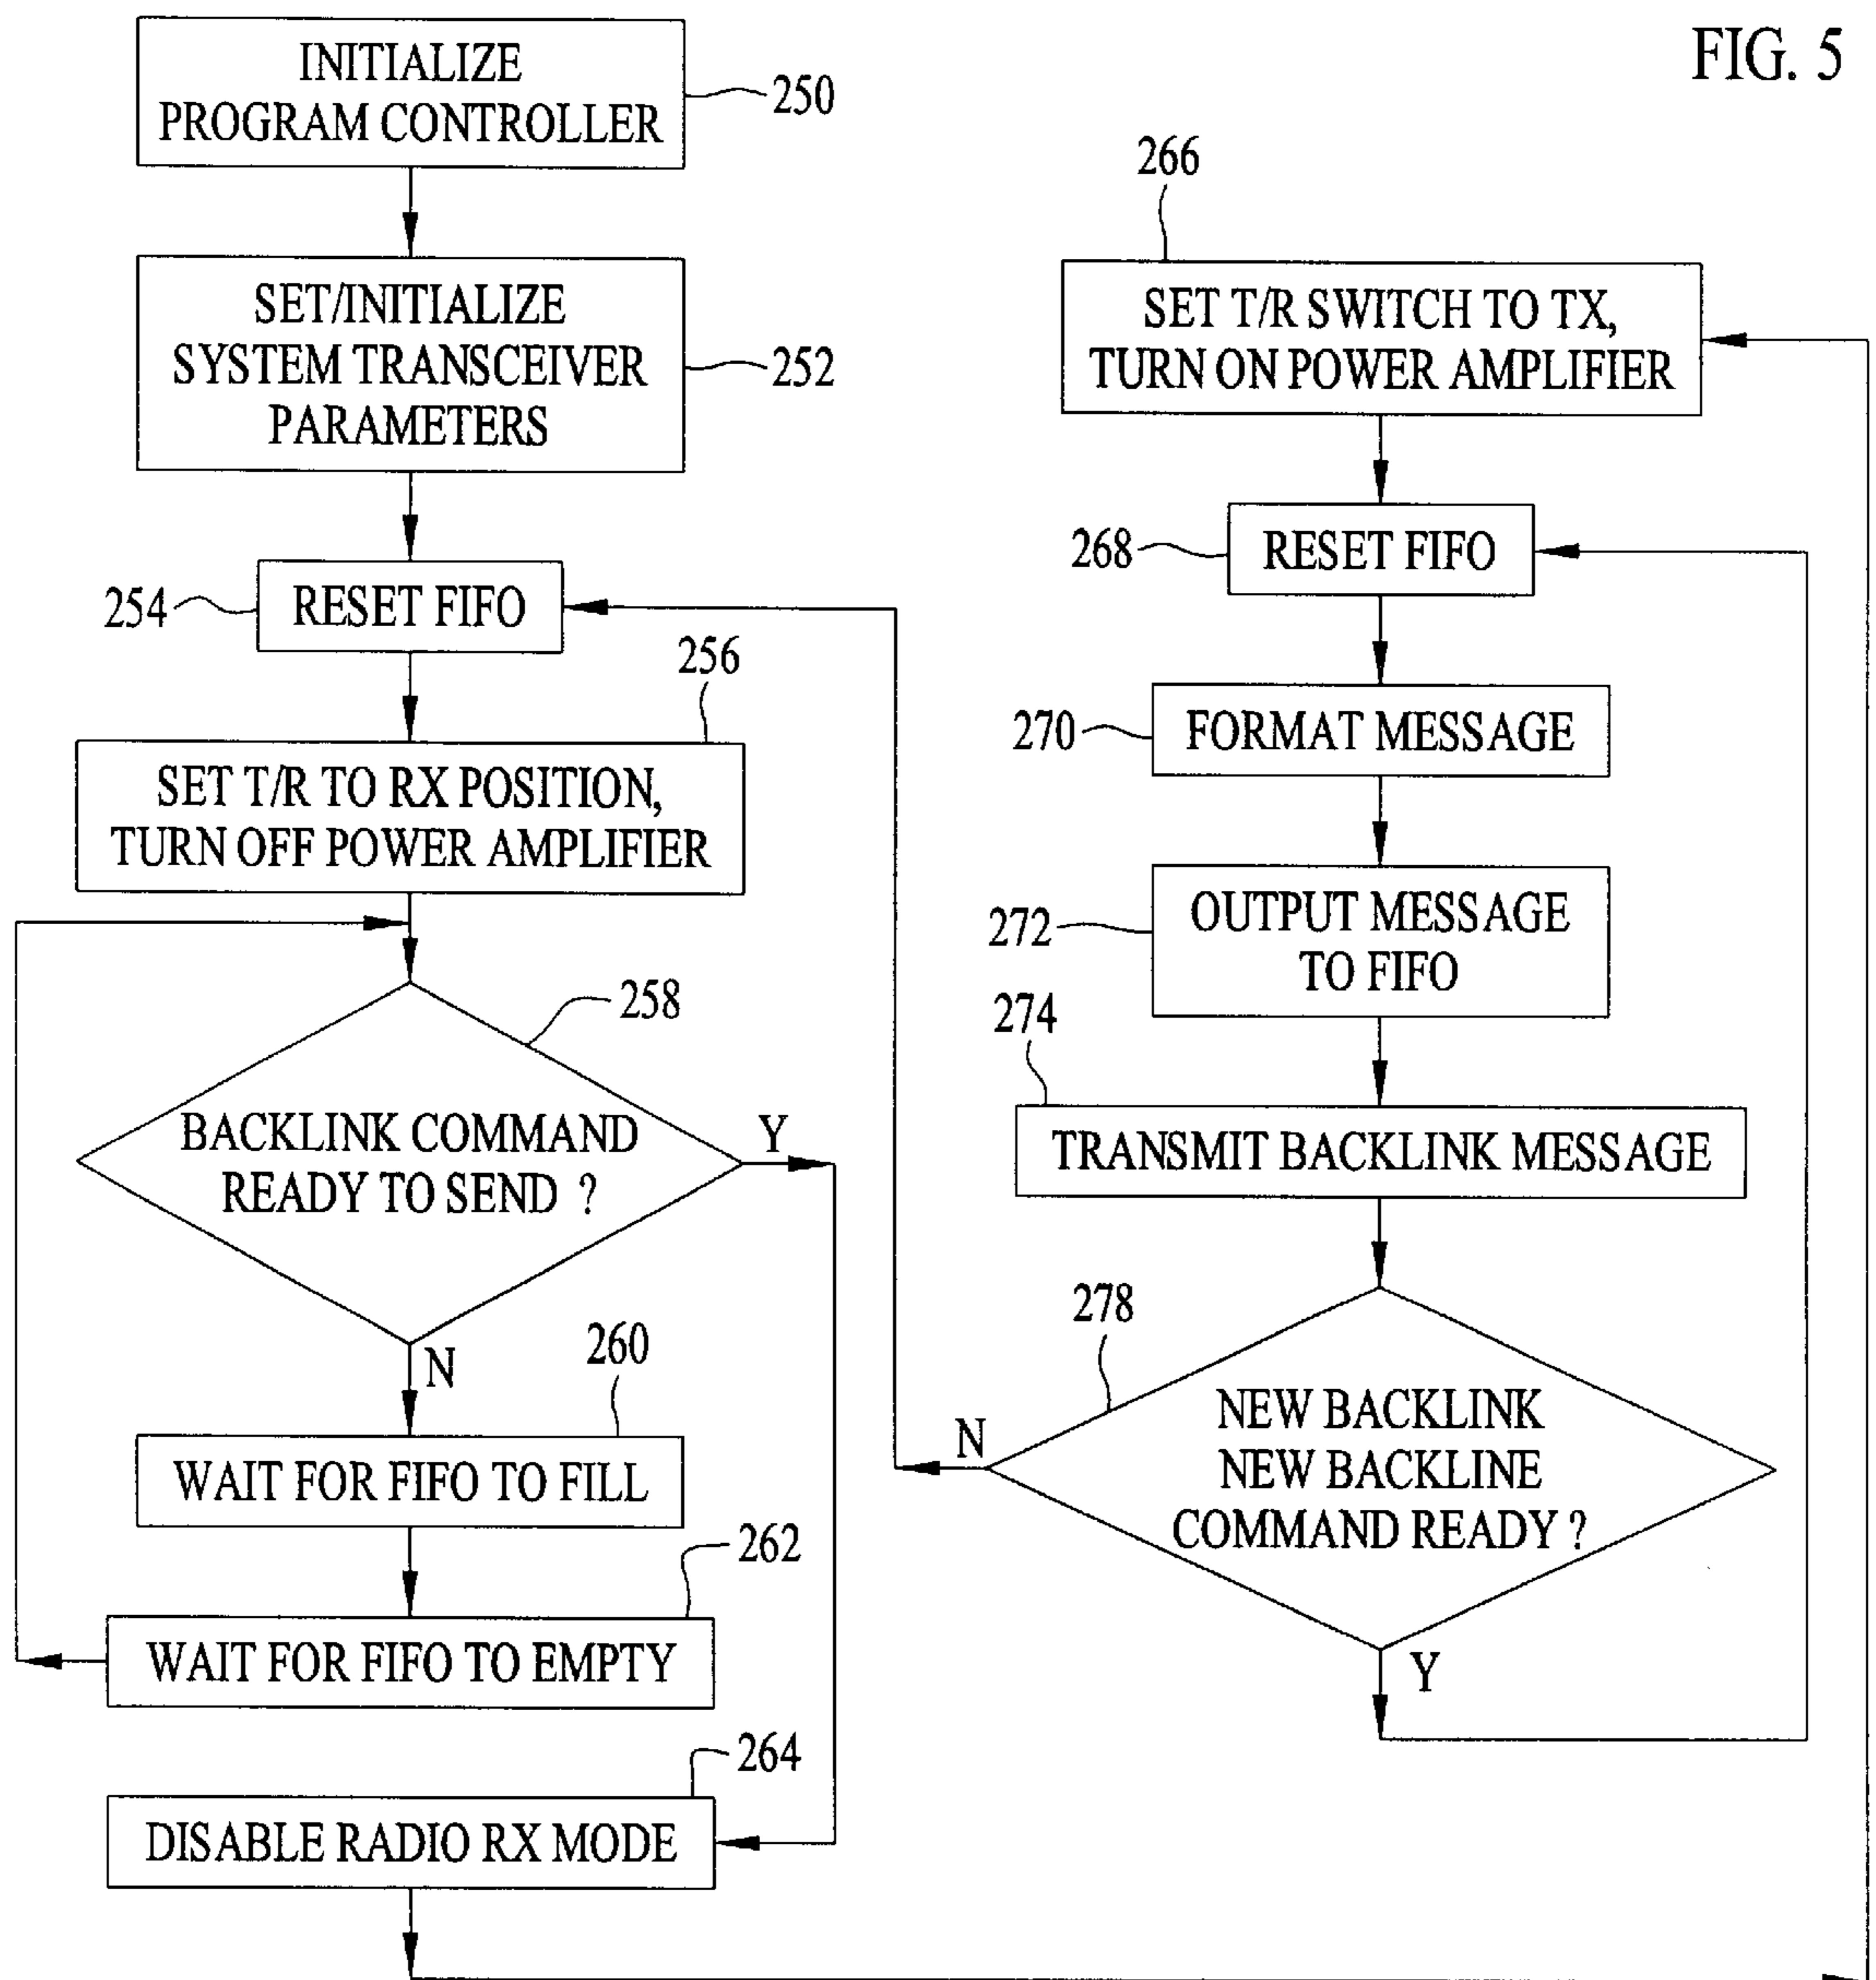 FIG. 5
INITIALIZE
PROGRAM CONTROLLER
250
SET/INITIALIZE
SYSTEM TRANSCEIVER
PARAMETERS
252
RESET FIFO
254
256
SET T/R TO RX POSITION,
TURN OFF POWER AMPLIFIER
258
BACKLINK COMMAND
READY TO SEND ?
Y
N
260
WAIT FOR FIFO TO FILL
262
WAIT FOR FIFO TO EMPTY
264
DISABLE RADIO RX MODE
266
SET T/R SWITCH TO TX,
TURN ON POWER AMPLIFIER
268
RESET FIFO
270
FORMAT MESSAGE
272
OUTPUT MESSAGE
TO FIFO
274
TRANSMIT BACKLINK MESSAGE
278
NEW BACKLINK
NEW BACKLINE
COMMAND READY ?
N
Y